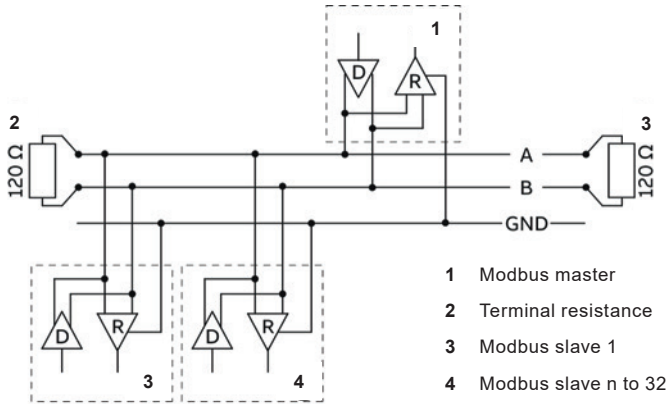 1
D
R
2
3
120 Ω
A
120 Ω
B
GND
D
R
3
D
R
4
1 Modbus master
2 Terminal resistance
3 Modbus slave 1
4 Modbus slave n to 32